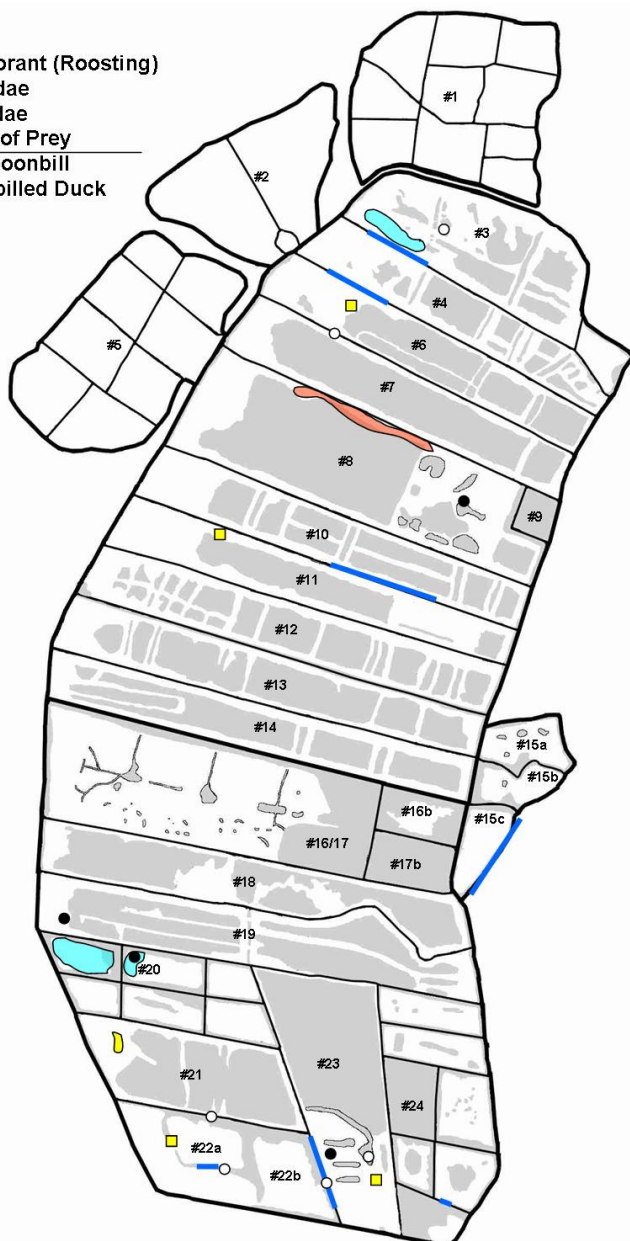 orant (Roosting)
dae
dae
of Prey
oonbill
billed Duck
#1
#2
#3
#4
#5
#6
#7
#8
#9
#10
#11
#12
#13
#14
#15a
#15b
#15c
#16b
#16/17
#17b
#18
#19
#20
#23
#21
#24
#22a
#22b